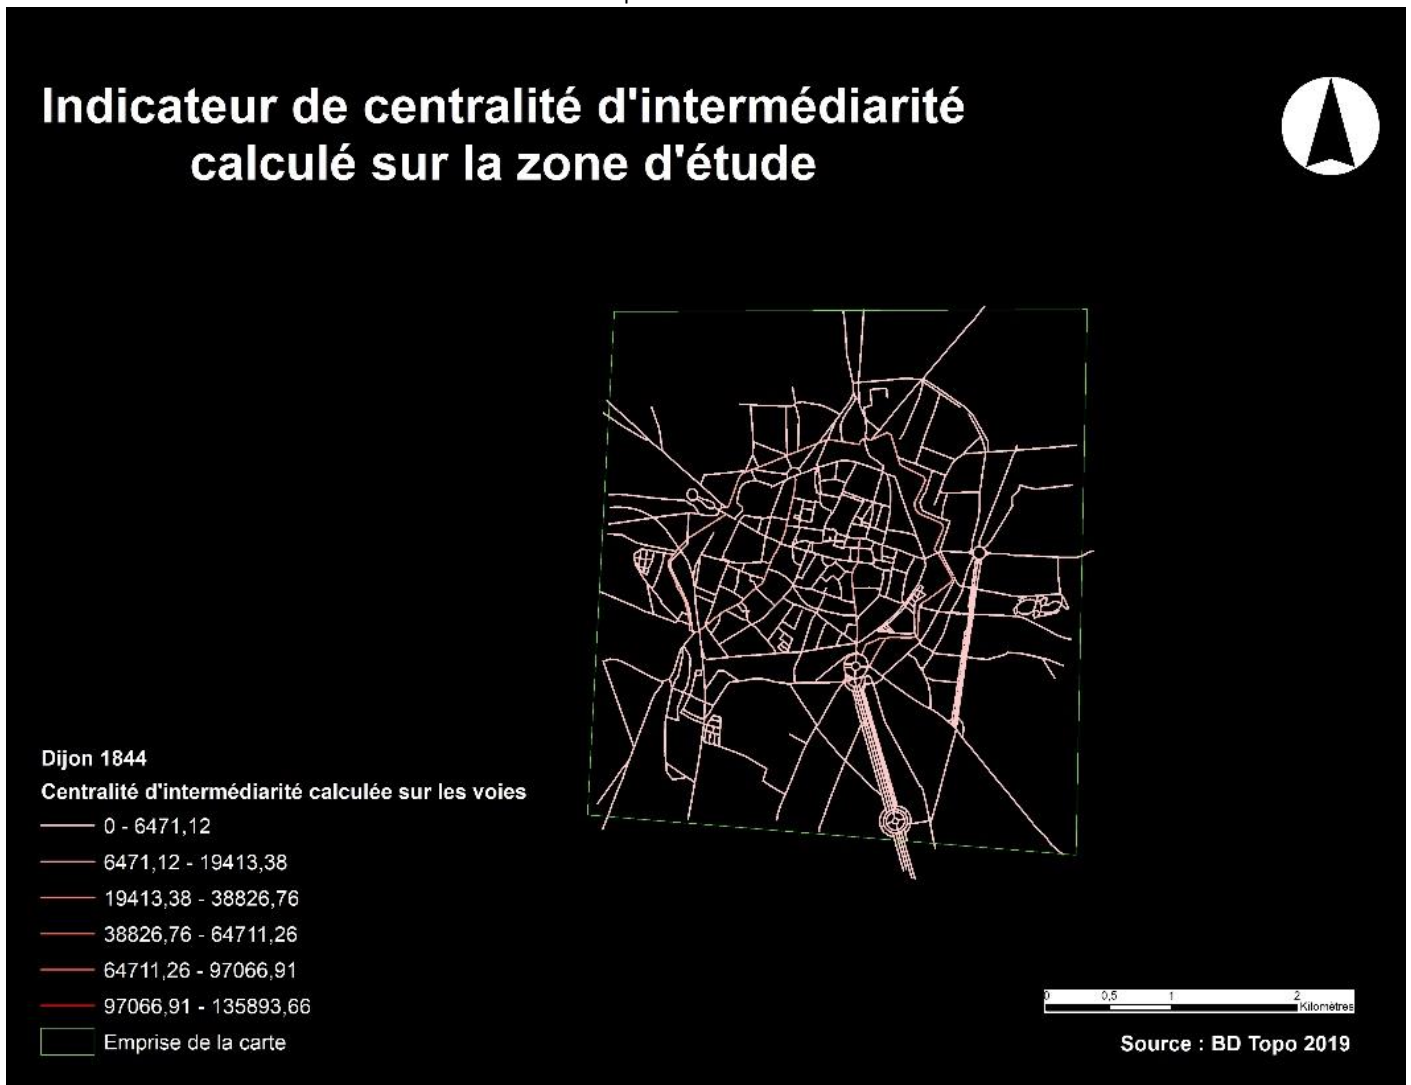 Indicateur de centralité d'intermédiarité
calculé sur la zone d'étude
Dijon 1844
Centralité d'intermédiarité calculée sur les voies
0 - 6471,12
6471,12 - 19413,38
19413,38 - 38826,76
38826,76 - 64711,26
64711,26 - 97066,91
97066,91 - 135893,66
Emprise de la carte
0 0,5 1 2
Kilomètres
Source : BD Topo 2019